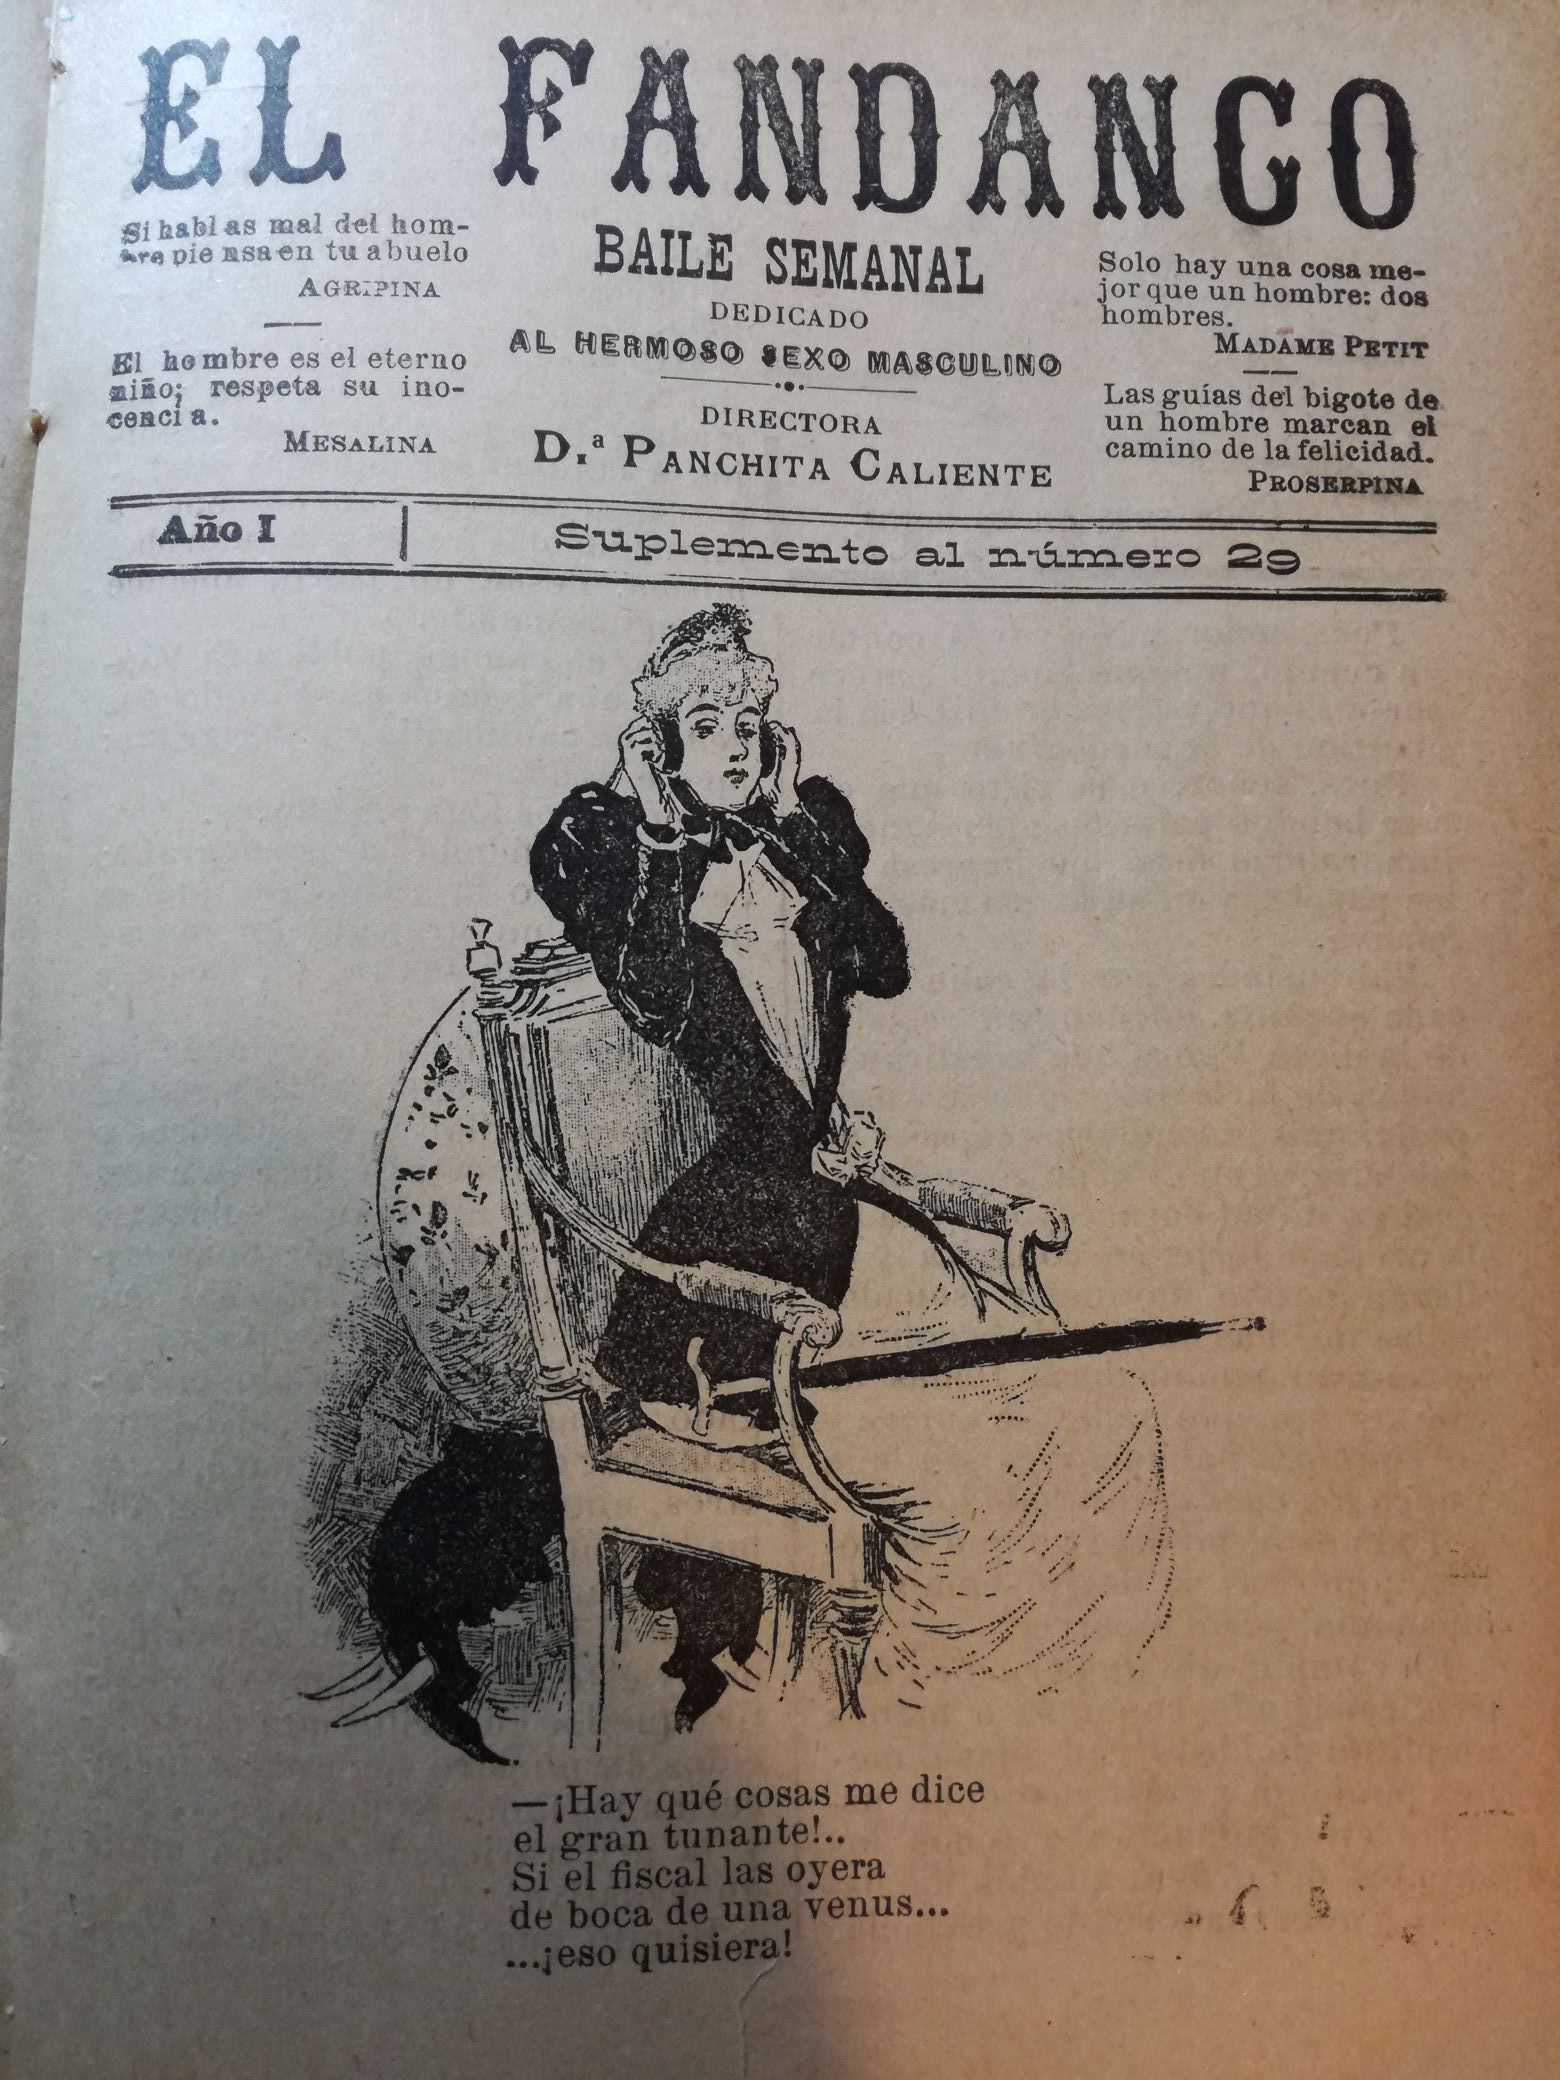 EL FANDANGO
Si hablas mal del hom-
bre piensa en tu abuelo
AGRIPINA
El hombre es el eterno
niño; respeta su ino-
cencia.
MESALINA
BAILE SEMANAL
DEDICADO
AL HERMOSO SEXO MASCULINO
DIRECTORA
D.ª PANCHITA CALIENTE
Solo hay una cosa me-
jor que un hombre: dos
hombres.
MADAME PETIT
Las guías del bigote de
un hombre marcan el
camino de la felicidad.
PROSERPINA
Año I
Suplemento al número 29
—¡Hay qué cosas me dice
el gran tunante!..
Si el fiscal las oyera
de boca de una venus...
...¡eso quisiera!